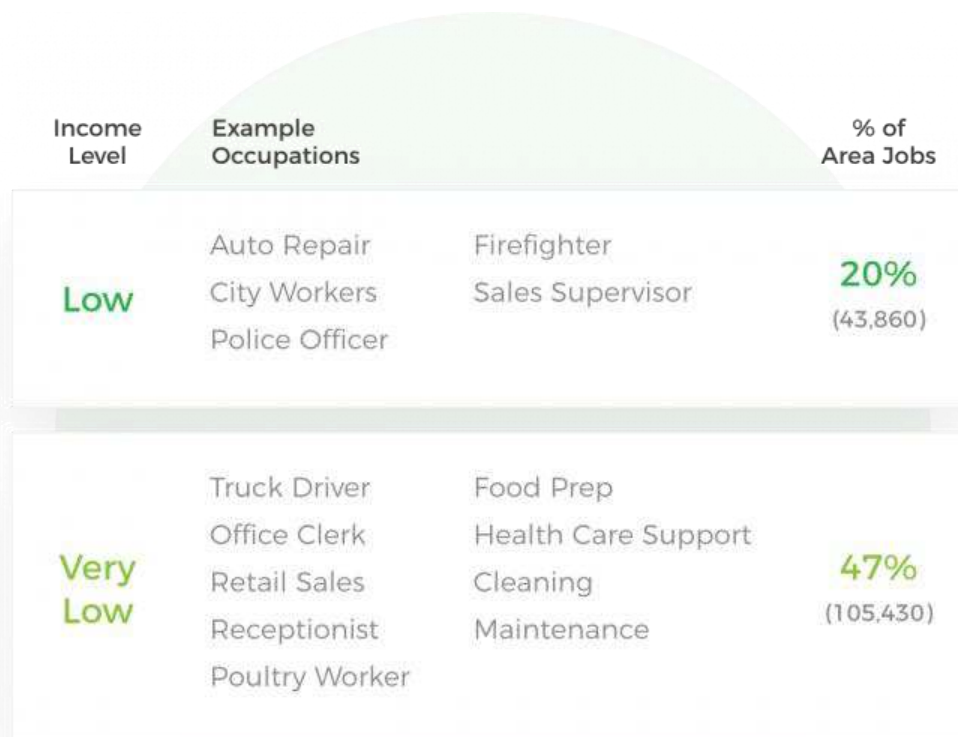 Income
Level
Example
Occupations
% of
Area Jobs
Low
Auto Repair
City Workers
Police Officer
Firefighter
Sales Supervisor
20%
(43,860)
Very
Low
Truck Driver
Office Clerk
Retail Sales
Receptionist
Poultry Worker
Food Prep
Health Care Support
Cleaning
Maintenance
47%
(105,430)